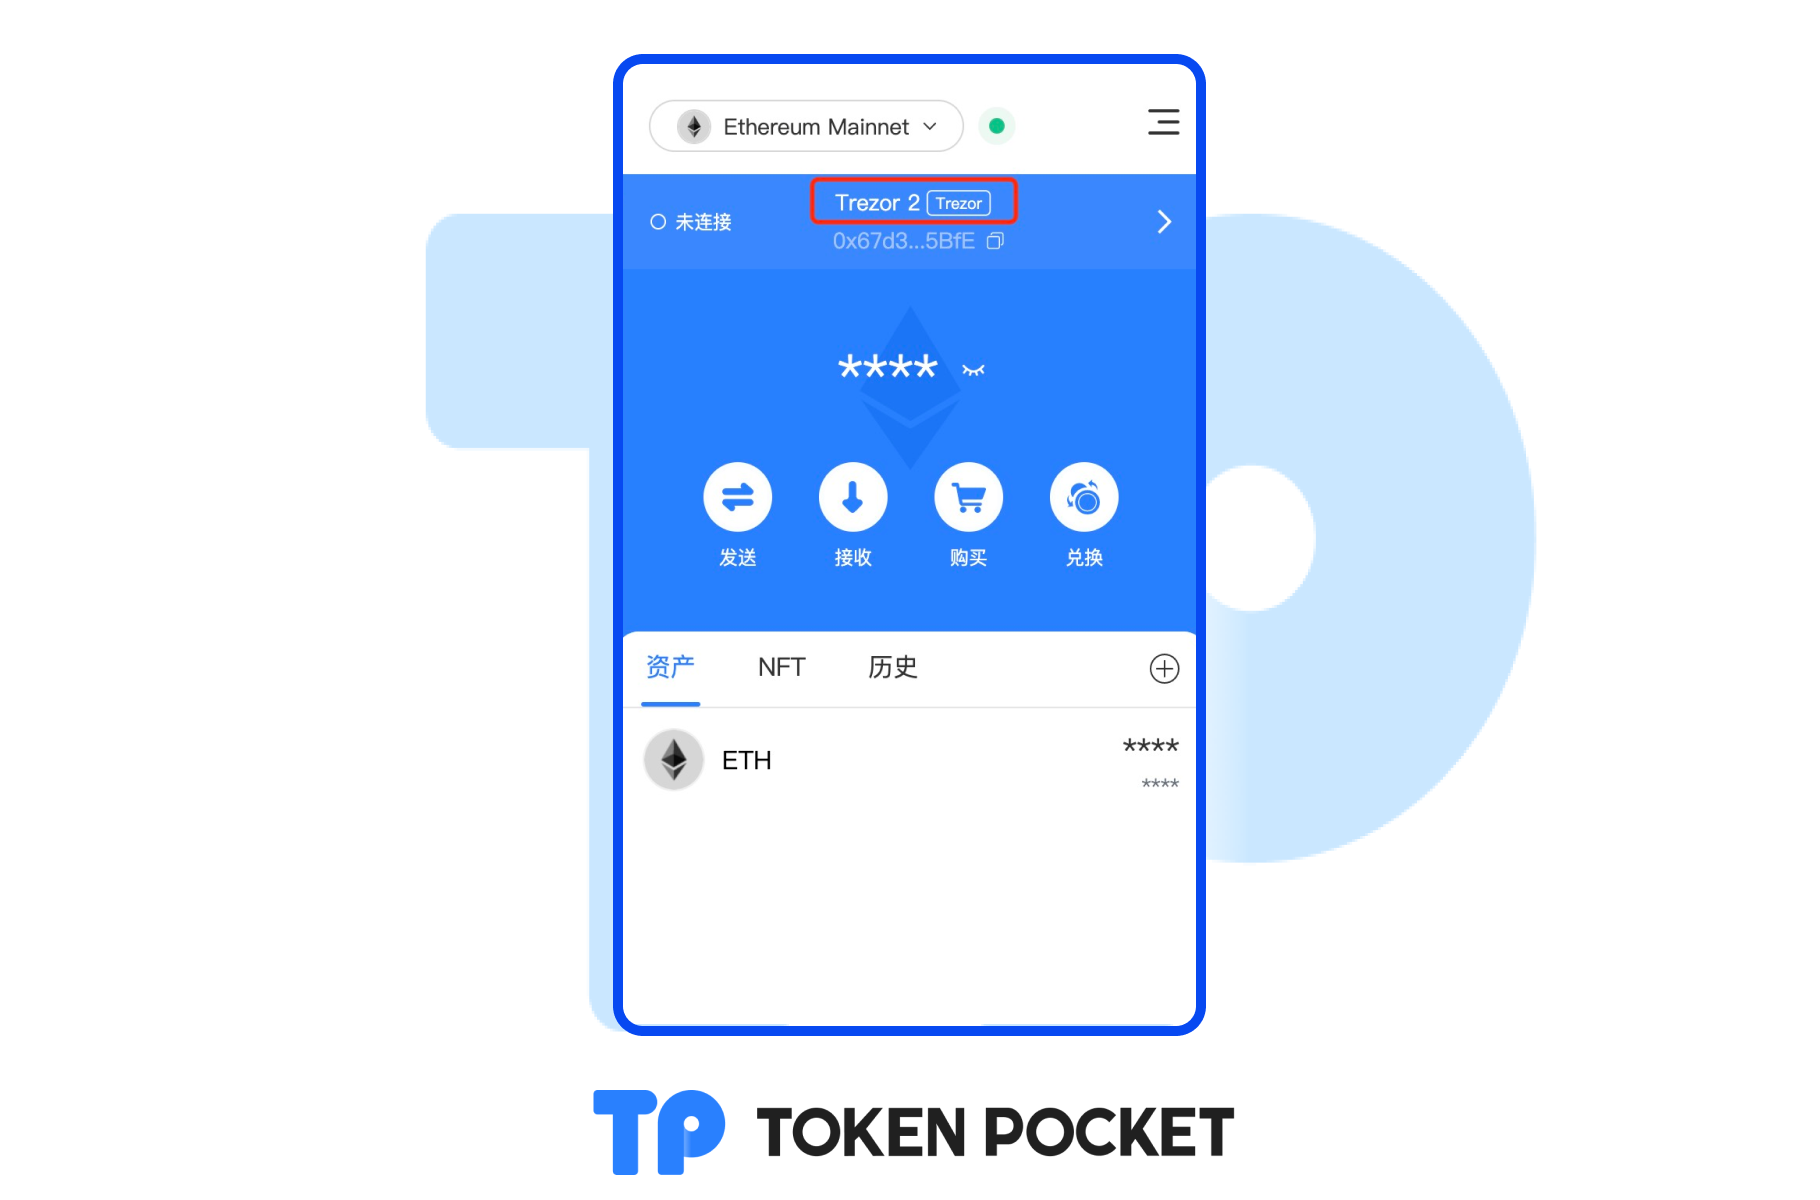 Ethereum Mainnet
Trezor 2 Trezor
未连接
0x67d3...5BfE
****
发送 接收 购买 兑换
资产 NFT 历史
ETH ****
****
TP TOKEN POCKET